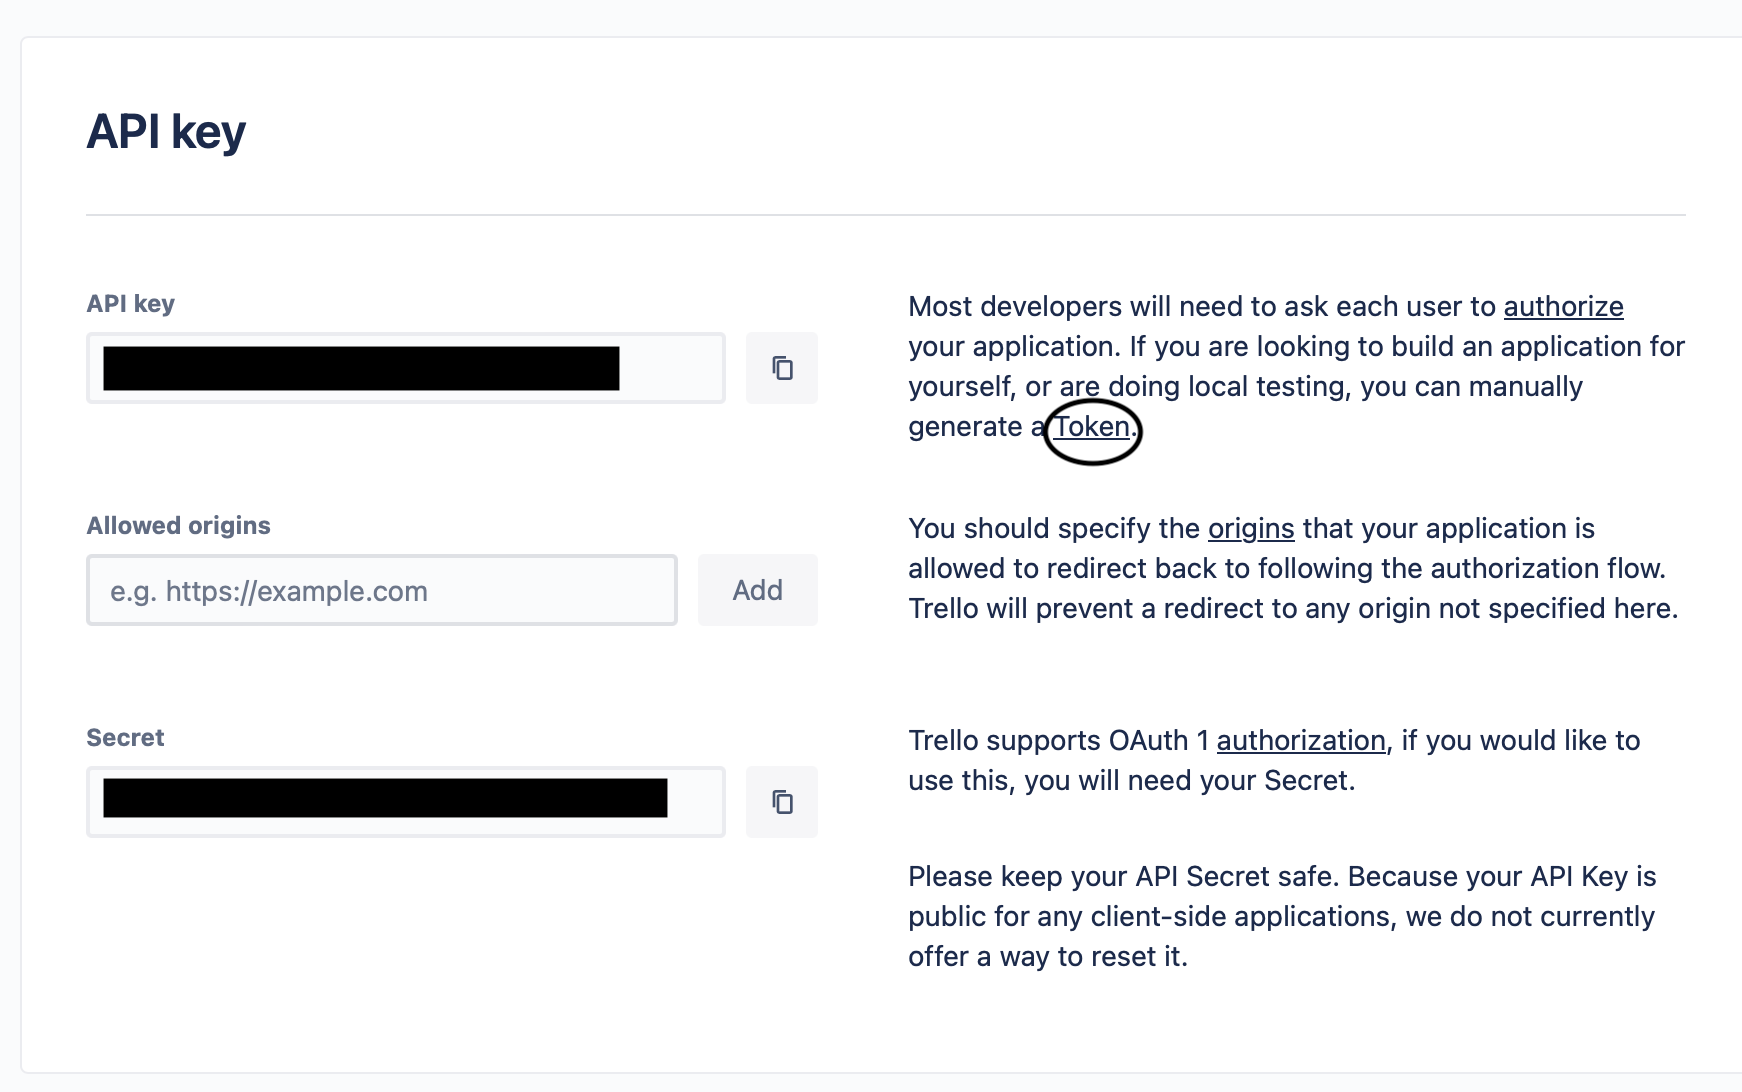 API key
API key
Most developers will need to ask each user to authorize
your application. If you are looking to build an application for
yourself, or are doing local testing, you can manually
generate a Token.
Allowed origins
e.g. https://example.com
Add
You should specify the origins that your application is
allowed to redirect back to following the authorization flow.
Trello will prevent a redirect to any origin not specified here.
Secret
Trello supports OAuth 1 authorization, if you would like to
use this, you will need your Secret.
Please keep your API Secret safe. Because your API Key is
public for any client-side applications, we do not currently
offer a way to reset it.